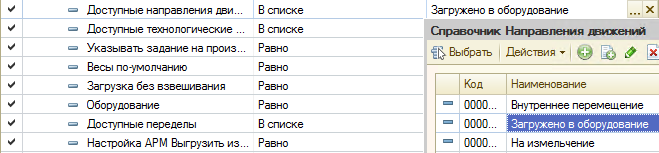 Доступные направления дви... В списке
Доступные технологические ... В списке
Указывать задание на произ... Равно
Весы по-умолчанию Равно
Загрузка без взвешивания Равно
Оборудование Равно
Доступные переделы В списке
Настройка АРМ Выгрузить из... Равно
Загружено в оборудование ... ×
Справочник Направления движений
Выбрать Действия
Код Наименование
0000... Внутреннее перемещение
0000... Загружено в оборудование
0000... На измельчение